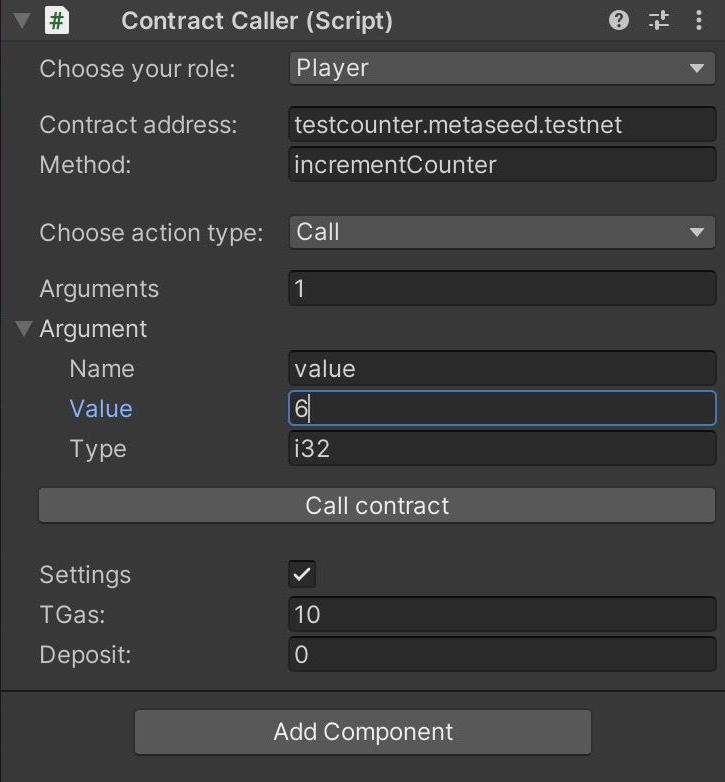 # Contract Caller (Script)
Choose your role: Player
Contract address: testcounter.metaseed.testnet
Method: incrementCounter
Choose action type: Call
Arguments 1
Argument
Name value
Value 6
Type i32
Call contract
Settings
TGas: 10
Deposit: 0
Add Component